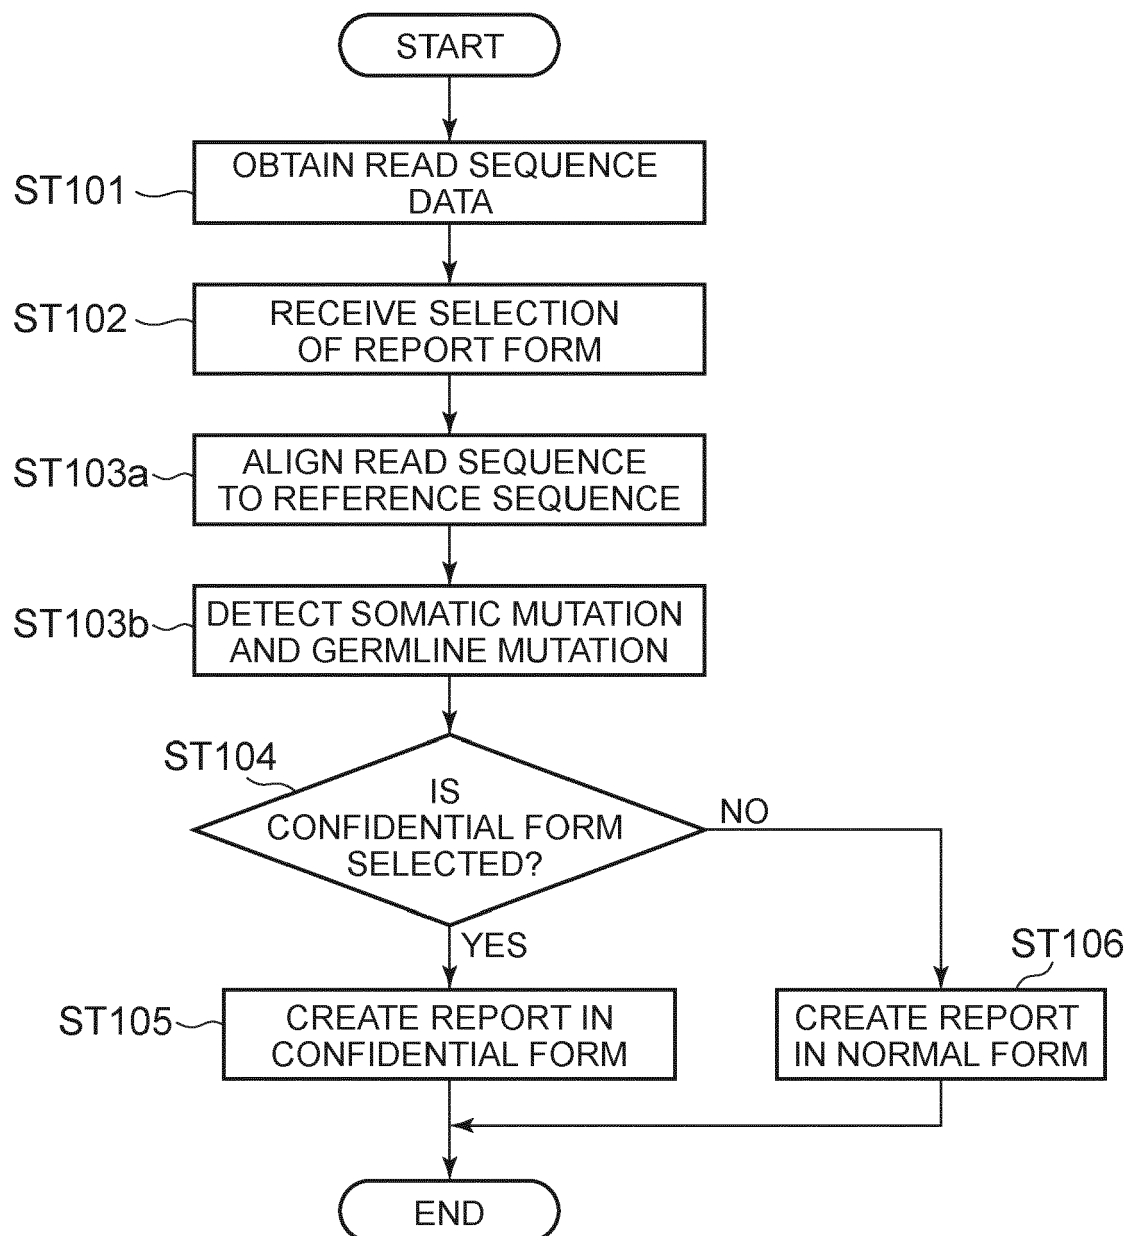 START
ST101
OBTAIN READ SEQUENCE
DATA
ST102
RECEIVE SELECTION
OF REPORT FORM
ST103a
ALIGN READ SEQUENCE
TO REFERENCE SEQUENCE
ST103b
DETECT SOMATIC MUTATION
AND GERMLINE MUTATION
ST104
IS
CONFIDENTIAL FORM
SELECTED?
NO
YES
ST105
CREATE REPORT IN
CONFIDENTIAL FORM
ST106
CREATE REPORT
IN NORMAL FORM
END